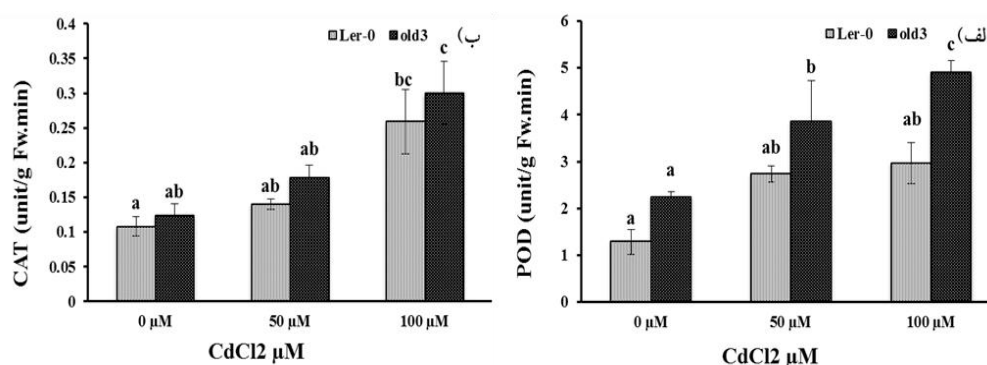 ب)
Ler-0 old3
CAT (unit/g Fw.min)
0.4
0.35
0.3
0.25
0.2
0.15
0.1
0.05
0
a ab ab ab bc c
0 µM 50 µM 100 µM
CdCl2 µM
الف)
Ler-0 old3
POD (unit/g Fw.min)
6
5
4
3
2
1
0
a a ab b ab c
0 µM 50 µM 100 µM
CdCl2 µM